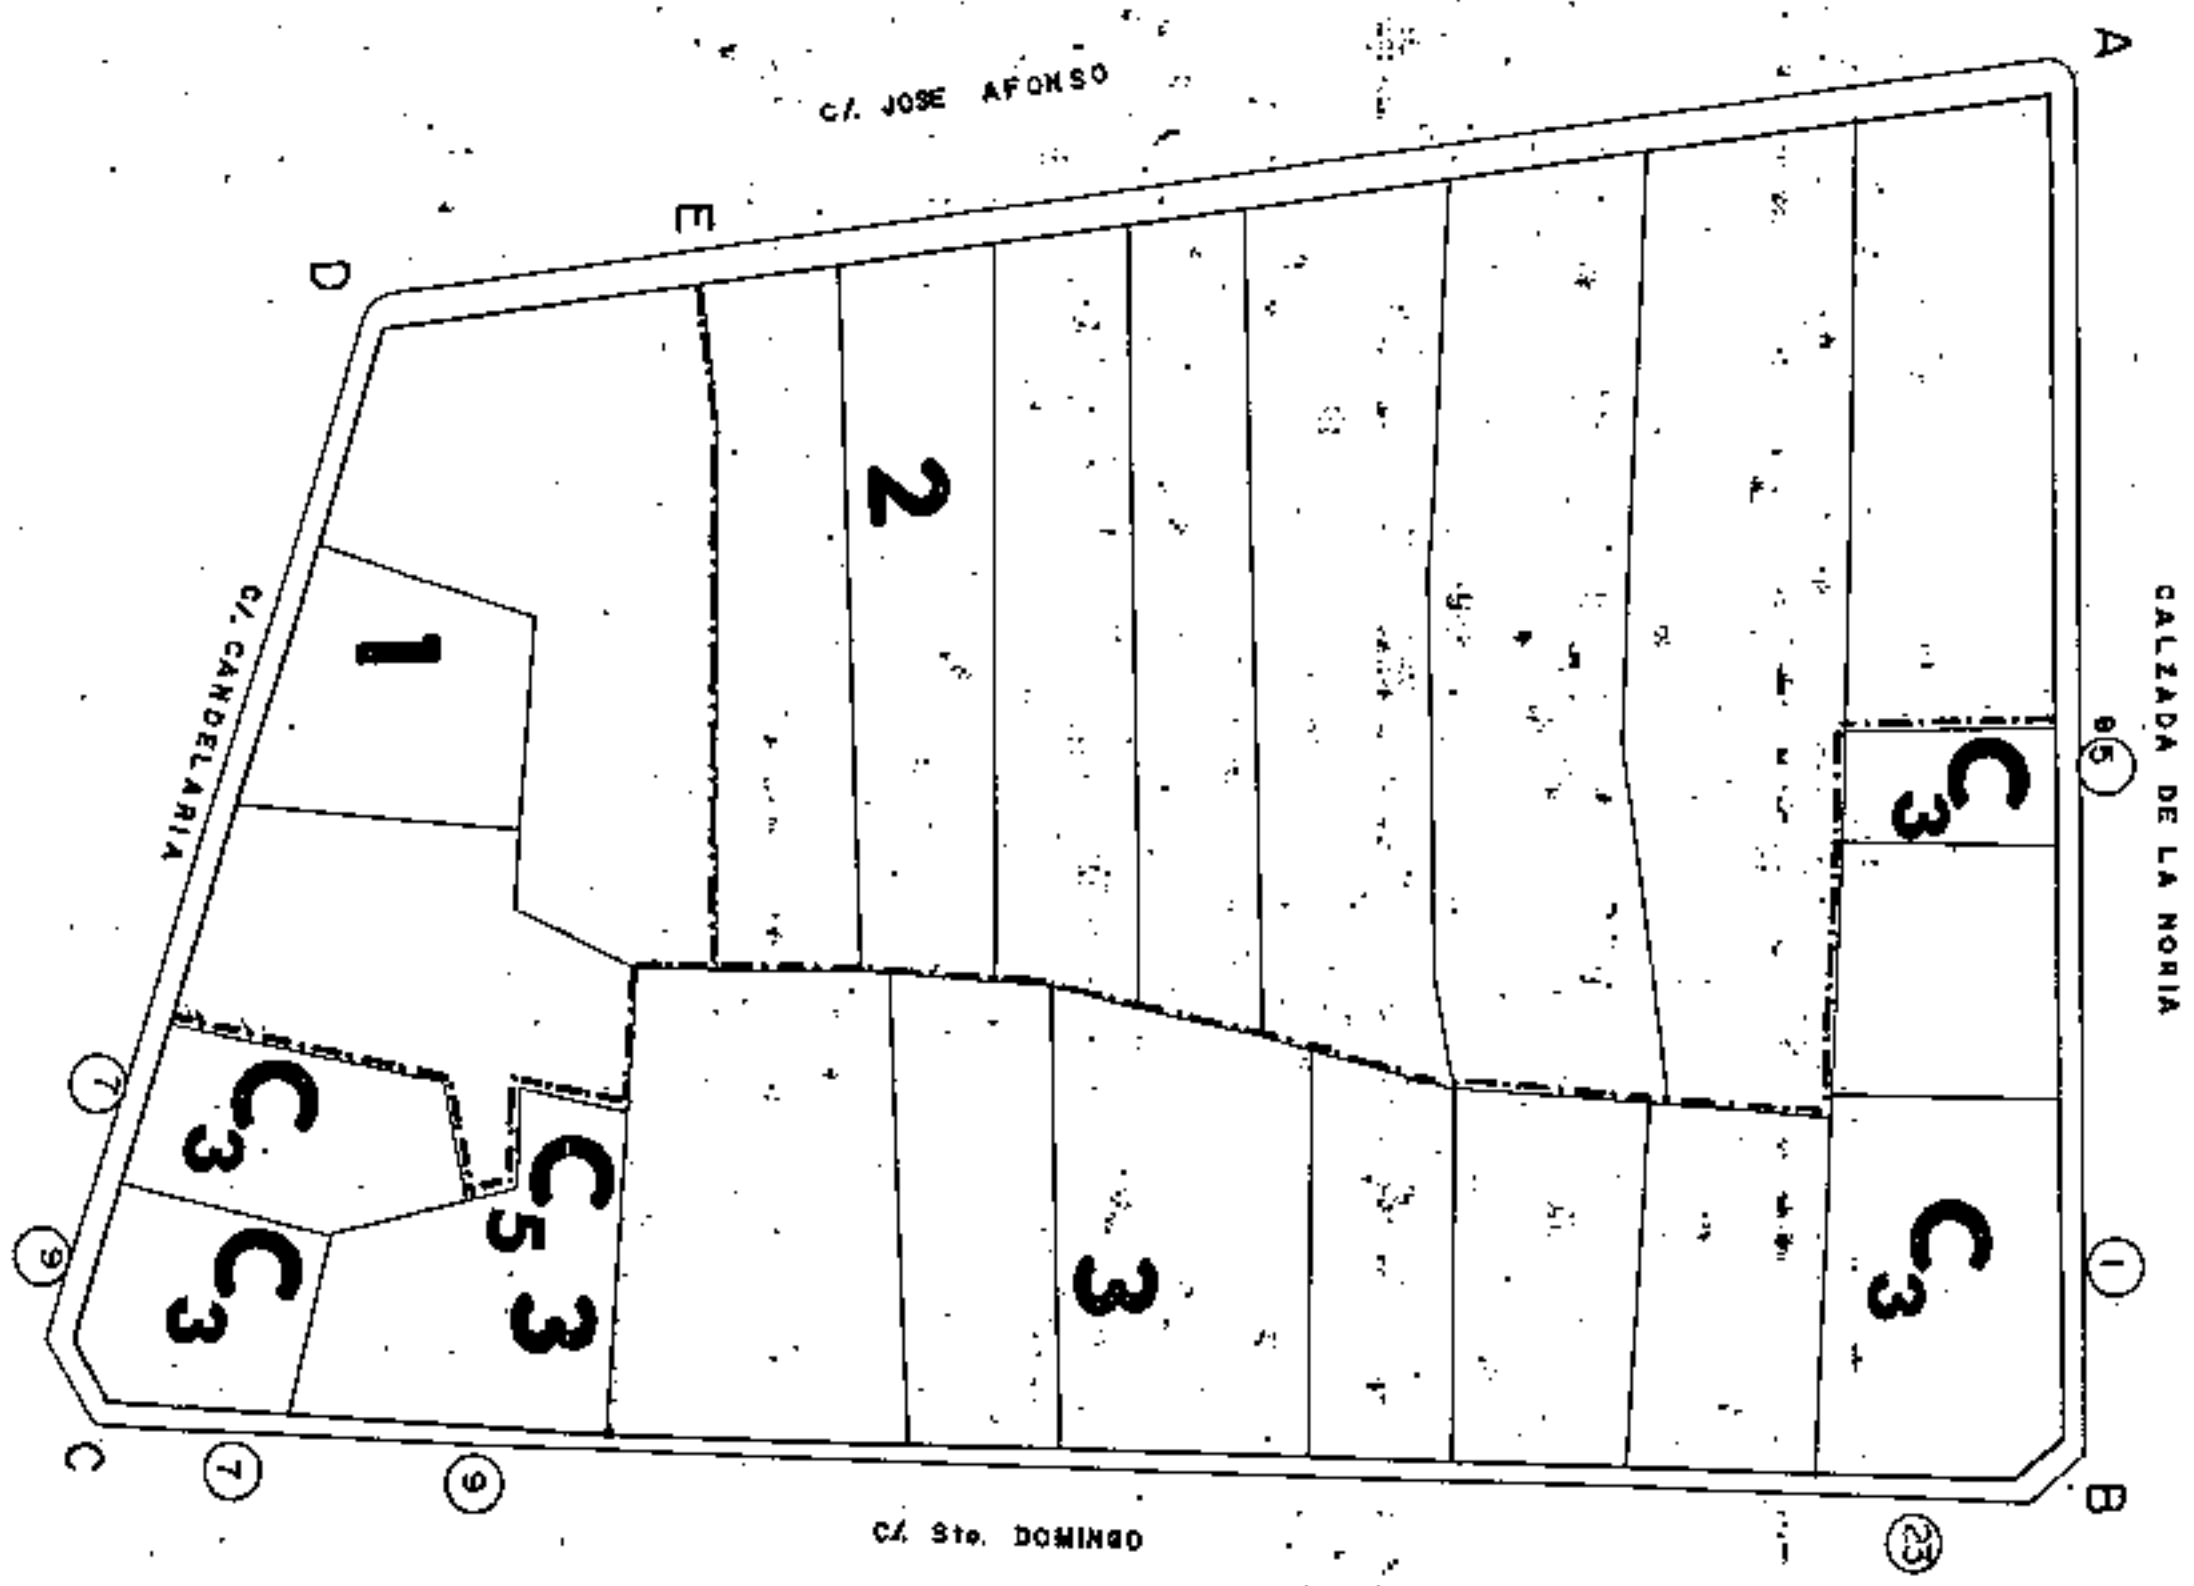 A
C/. JOSE AFONSO
E
D
2
C/. CANDELARIA
1
CALZADA DE LA NORIA
5
C3
7
C3
C5
C3
1
9
C3
3
3
C
7
9
B
C/. Sto. DOMINGO
23